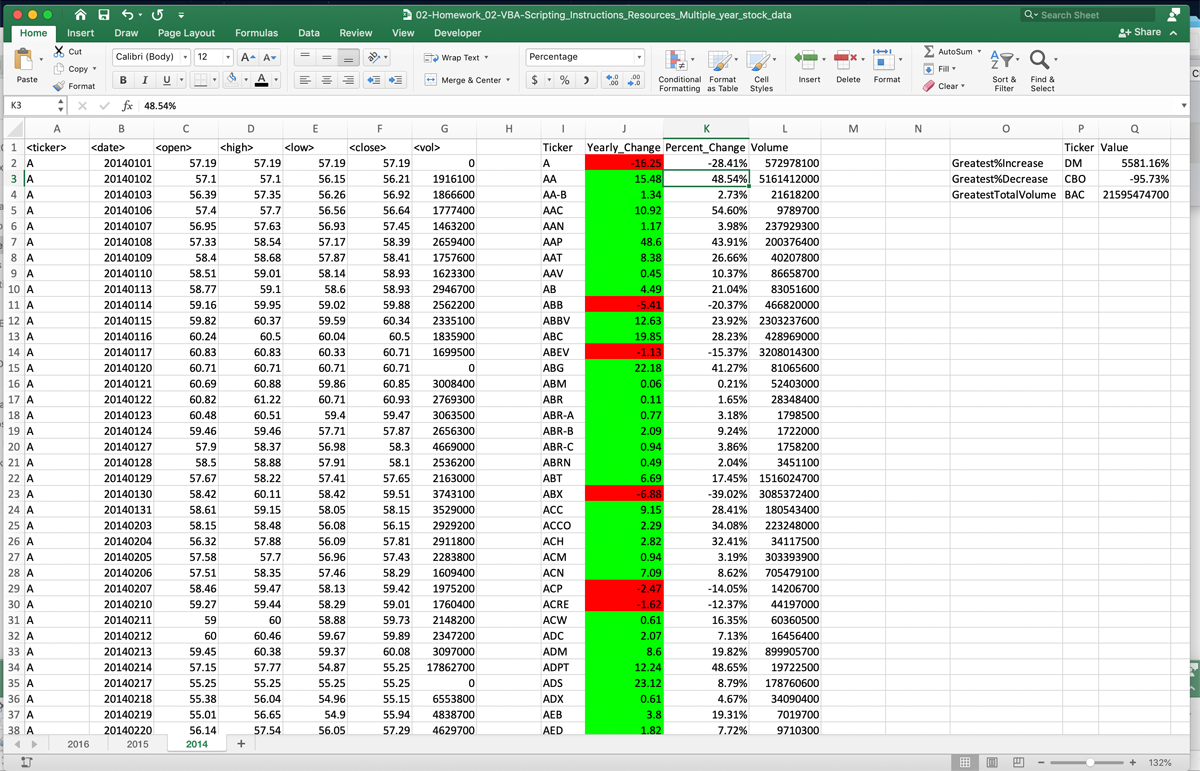 02-Homework_02-VBA-Scripting_Instructions_Resources_Multiple_year_stock_data
Search Sheet
Home Insert Draw Page Layout Formulas Data Review View Developer
Share
Paste
Cut
Copy
Format
Calibri (Body) 12
B I U
Wrap Text
Merge & Center
Percentage
$ %
Conditional Formatting
Format as Table
Cell Styles
Insert
Delete
Format
AutoSum
Fill
Clear
Sort & Filter
Find & Select
K3 fx 48.54%
A B C D E F G H I J K L M N O P Q
1 <ticker> <date> <open> <high> <low> <close> <vol> Ticker Yearly_Change Percent_Change Volume Ticker Value
2 A 20140101 57.19 57.19 57.19 57.19 0 A -16.25 -28.41% 572978100 Greatest%Increase DM 5581.16%
3 A 20140102 57.1 57.1 56.15 56.21 1916100 AA 15.48 48.54% 5161412000 Greatest%Decrease CBO -95.73%
4 A 20140103 56.39 57.35 56.26 56.92 1866600 AA-B 1.34 2.73% 21618200 GreatestTotalVolume BAC 21595474700
5 A 20140106 57.4 57.7 56.56 56.64 1777400 AAC 10.92 54.60% 9789700
6 A 20140107 56.95 57.63 56.93 57.45 1463200 AAN 1.17 3.98% 237929300
7 A 20140108 57.33 58.54 57.17 58.39 2659400 AAP 48.6 43.91% 200376400
8 A 20140109 58.4 58.68 57.87 58.41 1757600 AAT 8.38 26.66% 40207800
9 A 20140110 58.51 59.01 58.14 58.93 1623300 AAV 0.45 10.37% 86658700
10 A 20140113 58.77 59.1 58.6 58.93 2946700 AB 4.49 21.04% 83051600
11 A 20140114 59.16 59.95 59.02 59.88 2562200 ABB -5.41 -20.37% 466820000
12 A 20140115 59.82 60.37 59.59 60.34 2335100 ABBV 12.63 23.92% 2303237600
13 A 20140116 60.24 60.5 60.04 60.5 1835900 ABC 19.85 28.23% 428969000
14 A 20140117 60.83 60.83 60.33 60.71 1699500 ABEV -1.13 -15.37% 3208014300
15 A 20140120 60.71 60.71 60.71 60.71 0 ABG 22.18 41.27% 81065600
16 A 20140121 60.69 60.88 59.86 60.85 3008400 ABM 0.06 0.21% 52403000
17 A 20140122 60.82 61.22 60.71 60.93 2769300 ABR 0.11 1.65% 28348400
18 A 20140123 60.48 60.51 59.4 59.47 3063500 ABR-A 0.77 3.18% 1798500
19 A 20140124 59.46 59.46 57.71 57.87 2656300 ABR-B 2.09 9.24% 1722000
20 A 20140127 57.9 58.37 56.98 58.3 4669000 ABR-C 0.94 3.86% 1758200
21 A 20140128 58.5 58.88 57.91 58.1 2536200 ABRN 0.49 2.04% 3451100
22 A 20140129 57.67 58.22 57.41 57.65 2163000 ABT 6.69 17.45% 1516024700
23 A 20140130 58.42 60.11 58.42 59.51 3743100 ABX -6.88 -39.02% 3085372400
24 A 20140131 58.61 59.15 58.05 58.15 3529000 ACC 9.15 28.41% 180543400
25 A 20140203 58.15 58.48 56.08 56.15 2929200 ACCO 2.29 34.08% 223248000
26 A 20140204 56.32 57.88 56.09 57.81 2911800 ACH 2.82 32.41% 34117500
27 A 20140205 57.58 57.7 56.96 57.43 2283800 ACM 0.94 3.19% 303393900
28 A 20140206 57.51 58.35 57.46 58.29 1609400 ACN 7.09 8.62% 705479100
29 A 20140207 58.46 59.47 58.13 59.42 1975200 ACP -2.47 -14.05% 14206700
30 A 20140210 59.27 59.44 58.29 59.01 1760400 ACRE -1.62 -12.37% 44197000
31 A 20140211 59 60 58.88 59.73 2148200 ACW 0.61 16.35% 60360500
32 A 20140212 60 60.46 59.67 59.89 2347200 ADC 2.07 7.13% 16456400
33 A 20140213 59.45 60.38 59.37 60.08 3097000 ADM 8.6 19.82% 899905700
34 A 20140214 57.15 57.77 54.87 55.25 17862700 ADPT 12.24 48.65% 19722500
35 A 20140217 55.25 55.25 55.25 55.25 0 ADS 23.12 8.79% 178760600
36 A 20140218 55.38 56.04 54.96 55.15 6553800 ADX 0.61 4.67% 34090400
37 A 20140219 55.01 56.65 54.9 55.94 4838700 AEB 3.8 19.31% 7019700
38 A 20140220 56.14 57.54 56.05 57.29 4629700 AED 1.82 7.72% 9710300
2016 2015 2014 +
132%